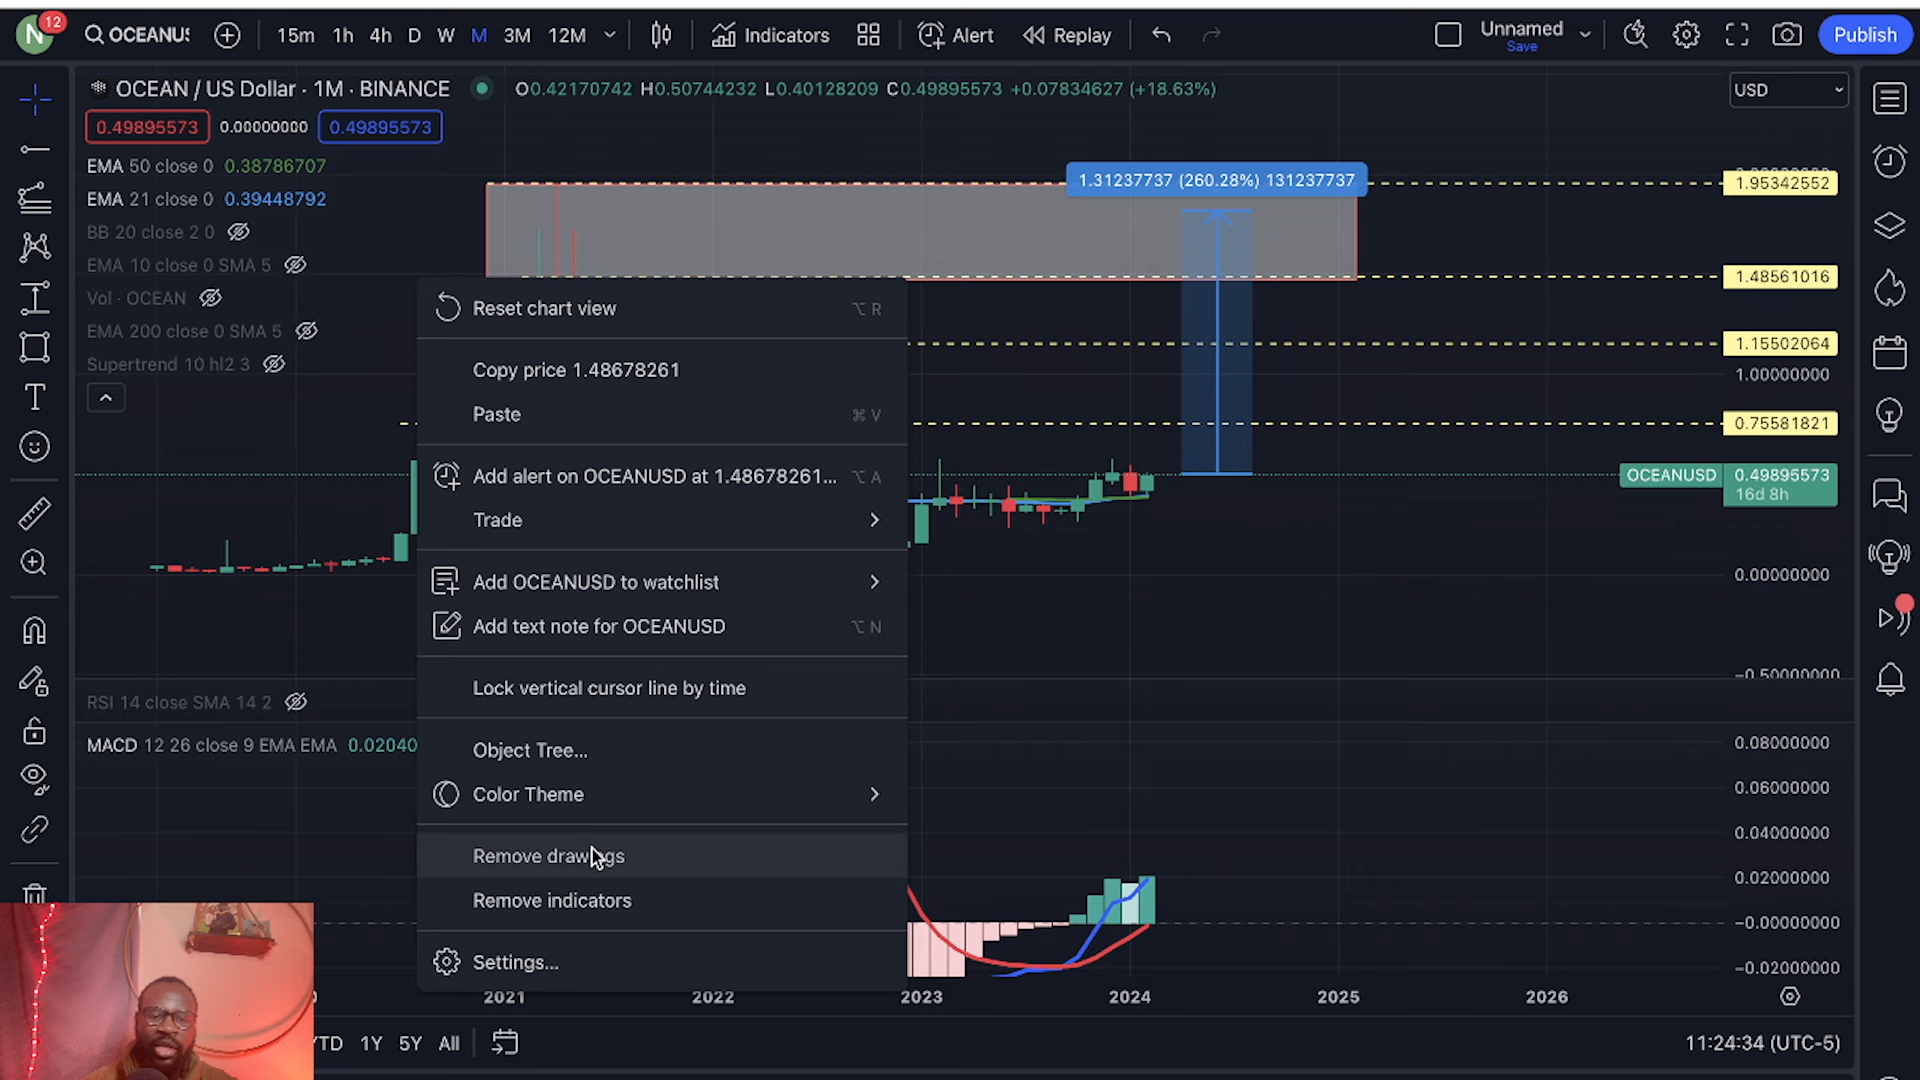 N 12 OCEANUS 15m 1h 4h D W M 3M 12M Indicators Alert Replay Unnamed Save Publish
OCEAN / US Dollar · 1M · BINANCE O0.42170742 H0.50744232 L0.40128209 C0.49895573 +0.07834627 (+18.63%) USD
0.49895573 0.00000000 0.49895573
EMA 50 close 0 0.38786707
EMA 21 close 0 0.39448792
BB 20 close 2 0
EMA 10 close 0 SMA 5
Vol · OCEAN
EMA 200 close 0 SMA 5
Supertrend 10 hl2 3
1.31237737 (260.28%) 131237737
1.95342552
1.48561016
1.15502064
1.00000000
0.75581821
OCEANUSD 0.49895573
16d 8h
0.00000000
-0.50000000
Reset chart view ⌥ R
Copy price 1.48678261
Paste ⌘ V
Add alert on OCEANUSD at 1.48678261... ⌥ A
Trade
Add OCEANUSD to watchlist
Add text note for OCEANUSD ⌥ N
Lock vertical cursor line by time
Object Tree...
Color Theme
Remove drawings
Remove indicators
Settings...
RSI 14 close SMA 14 2
MACD 12 26 close 9 EMA EMA 0.02040
0.08000000
0.06000000
0.04000000
0.02000000
-0.00000000
-0.02000000
2021 2022 2023 2024 2025 2026
YTD 1Y 5Y All 11:24:34 (UTC-5)